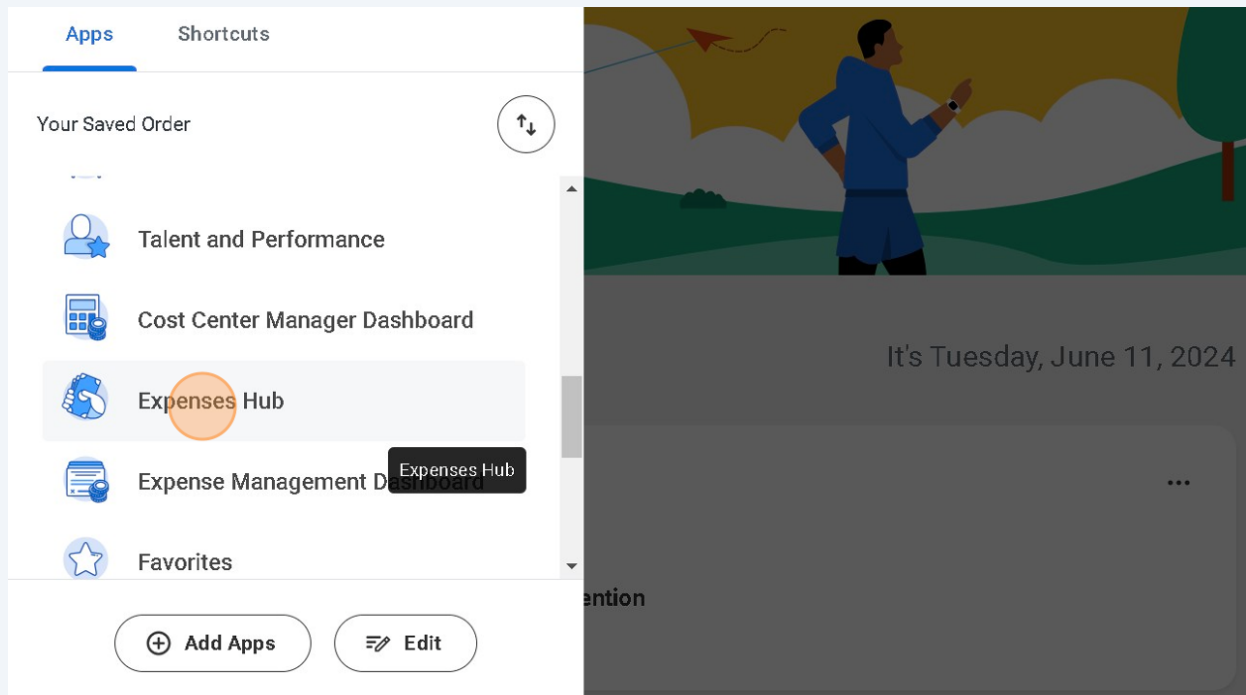 Apps
Shortcuts
Your Saved Order
Talent and Performance
Cost Center Manager Dashboard
Expenses Hub
Expenses Hub
Expense Management Dashboard
Favorites
Add Apps
Edit
It's Tuesday, June 11, 2024
ention